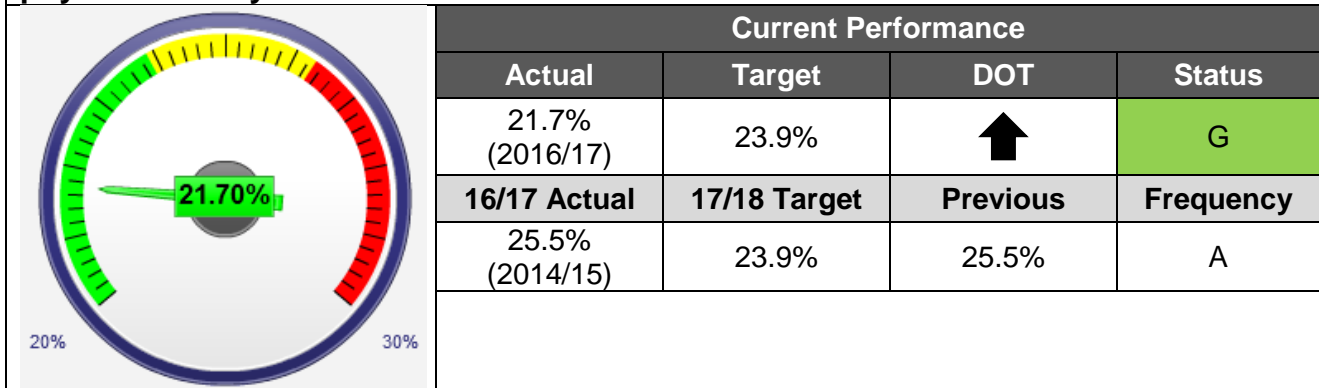 21.70%
20%
30%
Current Performance
Actual Target DOT Status
21.7%
(2016/17)
23.9%
G
16/17 Actual 17/18 Target Previous Frequency
25.5%
(2014/15)
23.9%
25.5%
A